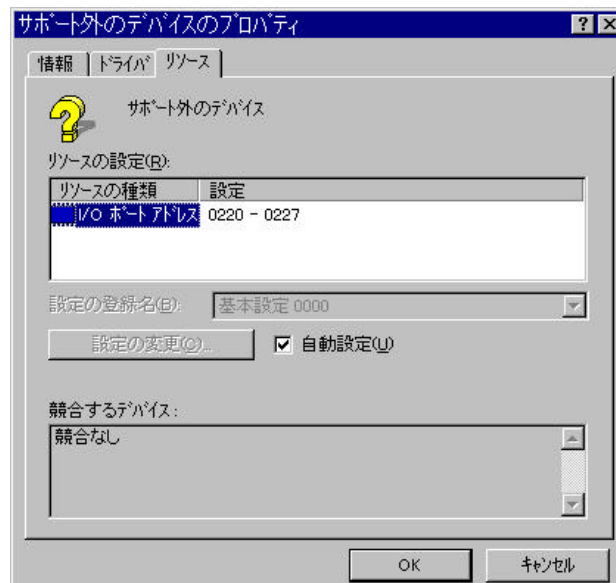 サポート外のデバイスのプロパティ
情報 ドライバ リソース
サポート外のデバイス
リソースの設定(R):
リソースの種類 設定
I/O ポート アドレス 0220 - 0227
設定の登録名(B): 基本設定 0000
設定の変更(C)... 自動設定(U)
競合するデバイス:
競合なし
OK キャンセル